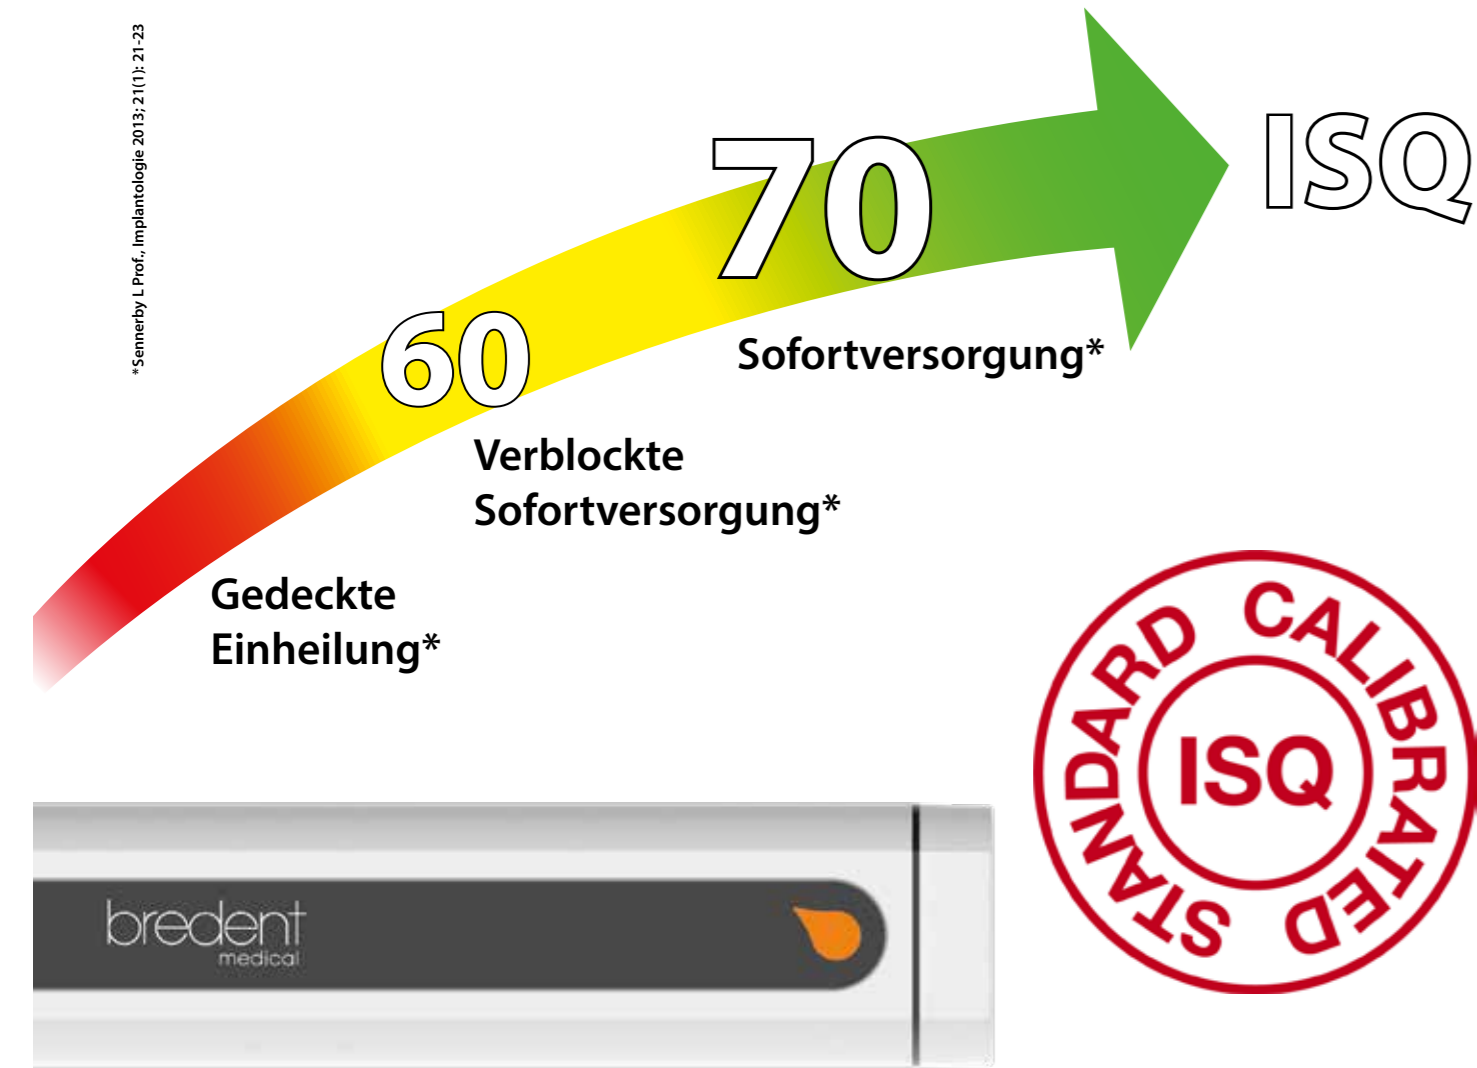 *Sennerby L Prof., Implantologie 2013; 21(1): 21-23
ISQ
70
Sofortversorgung*
60
Verblockte
Sofortversorgung*
Gedeckte
Einheilung*
STANDARD CALIBRATED
ISQ
bredent
medical